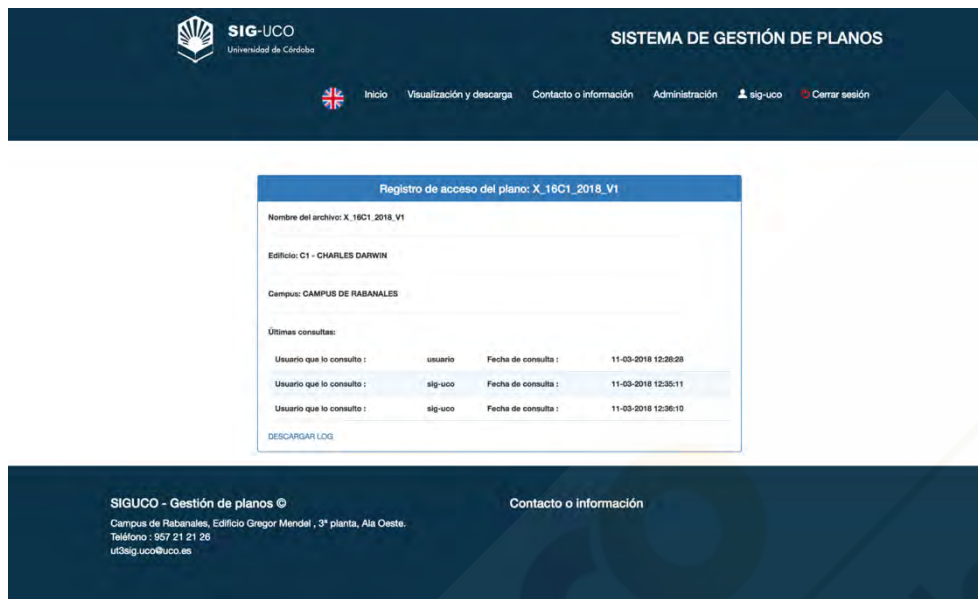 SIG-UCO
Universidad de Córdoba
SISTEMA DE GESTIÓN DE PLANOS
Inicio Visualización y descarga Contacto o información Administración sig-uco Cerrar sesión
Registro de acceso del plano: X_16C1_2018_V1
Nombre del archivo: X_16C1_2018_V1
Edificio: C1 - CHARLES DARWIN
Campus: CAMPUS DE RABANALES
Últimas consultas:
Usuario que lo consulto : usuario Fecha de consulta : 11-03-2018 12:28:28
Usuario que lo consulto : sig-uco Fecha de consulta : 11-03-2018 12:35:11
Usuario que lo consulto : sig-uco Fecha de consulta : 11-03-2018 12:36:10
DESCARGAR LOG
SIGUCO - Gestión de planos © Contacto o información
Campus de Rabanales, Edificio Gregor Mendel , 3ª planta, Ala Oeste.
Teléfono : 957 21 21 26
ut3sig.uco@uco.es